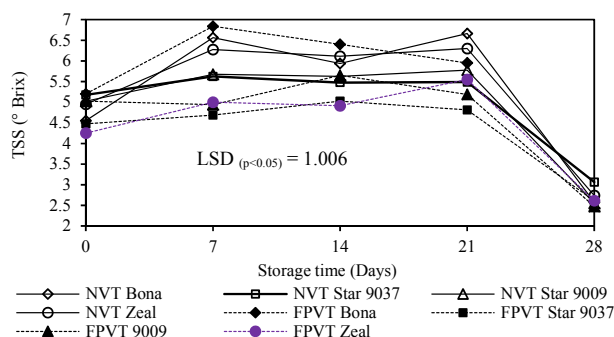 7
6.5
6
5.5
5
4.5
4
3.5
3
2.5
2
TSS (° Brix)
LSD (p<0.05) = 1.006
0 7 14 21 28
Storage time (Days)
NVT Bona NVT Star 9037 NVT Star 9009
NVT Zeal FPVT Bona FPVT Star 9037
FPVT 9009 FPVT Zeal